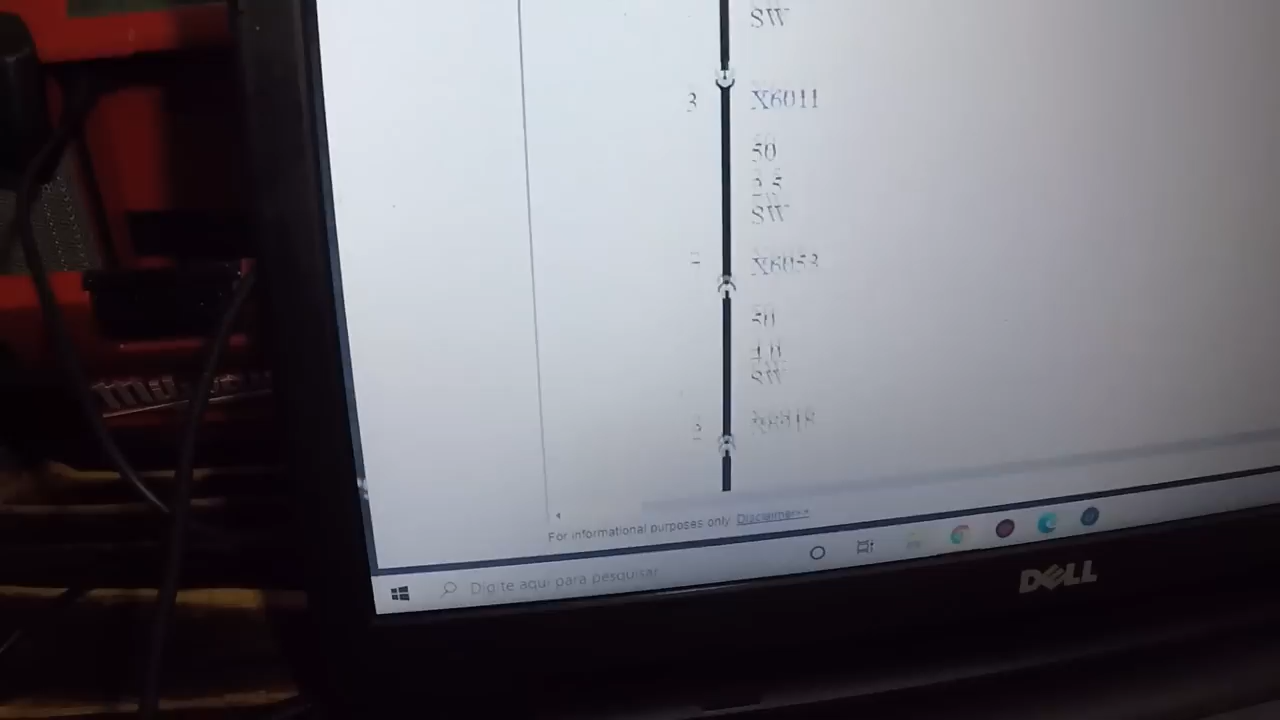 SW
3 X6011
50
2.5
SW
X6053
50
4.0
SW
2
For informational purposes only. Disclaimer>>
Digite aqui para pesquisar
DELL